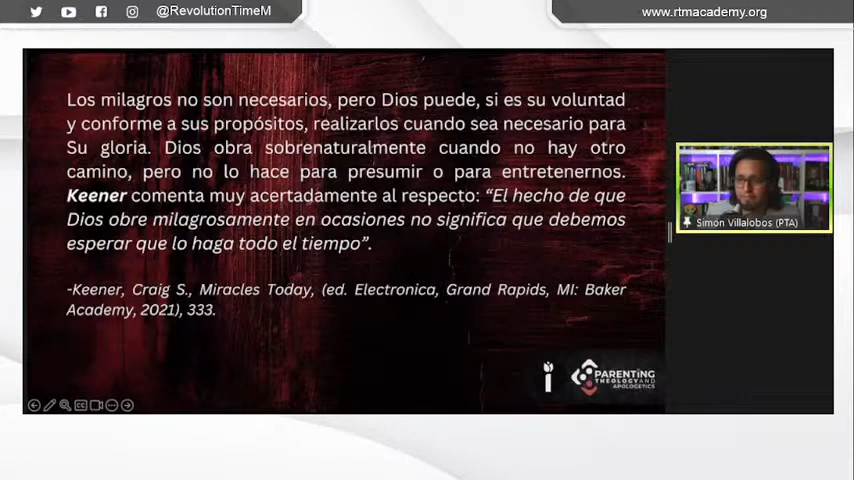 @RevolutionTimeM
www.rtmacademy.org
Los milagros no son necesarios, pero Dios puede, si es su voluntad
y conforme a sus propósitos, realizarlos cuando sea necesario para
Su gloria. Dios obra sobrenaturalmente cuando no hay otro
camino, pero no lo hace para presumir o para entretenernos.
Keener comenta muy acertadamente al respecto: “El hecho de que
Dios obre milagrosamente en ocasiones no significa que debemos
esperar que lo haga todo el tiempo”.
-Keener, Craig S., Miracles Today, (ed. Electronica, Grand Rapids, MI: Baker
Academy, 2021), 333.
Simón Villalobos (PTA)
PARENTING
THEOLOGY AND
APOLOGETICS
CC